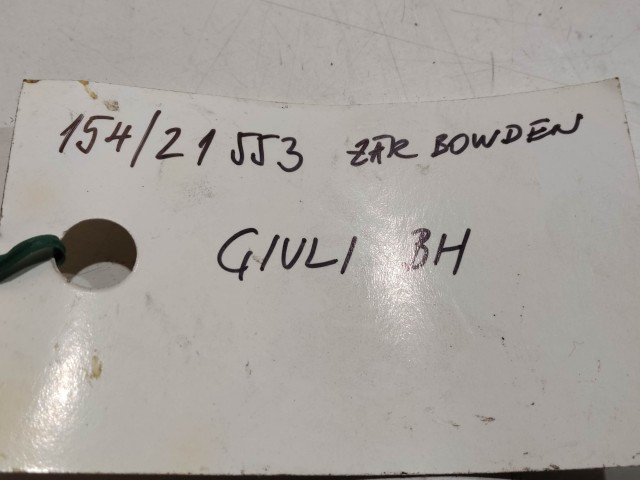 154/21553 ZÁR BOWDEN
GIULI BH